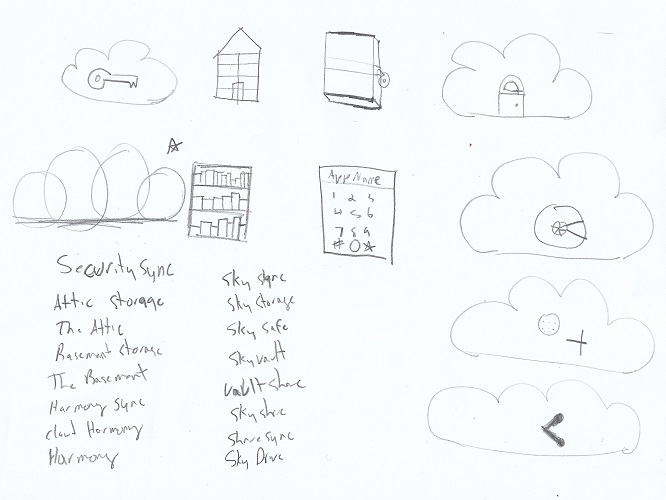 App Name
1 2 3
4 5 6
7 8 9
# 0 *
Security Sync
Attic Storage
The Attic
Basement Storage
The Basement
Harmony Sync
Cloud Harmony
Harmony
Sky Sync
Sky Storage
Sky Safe
Sky Vault
Vault Share
Sky Share
Share Sync
Sky Drive